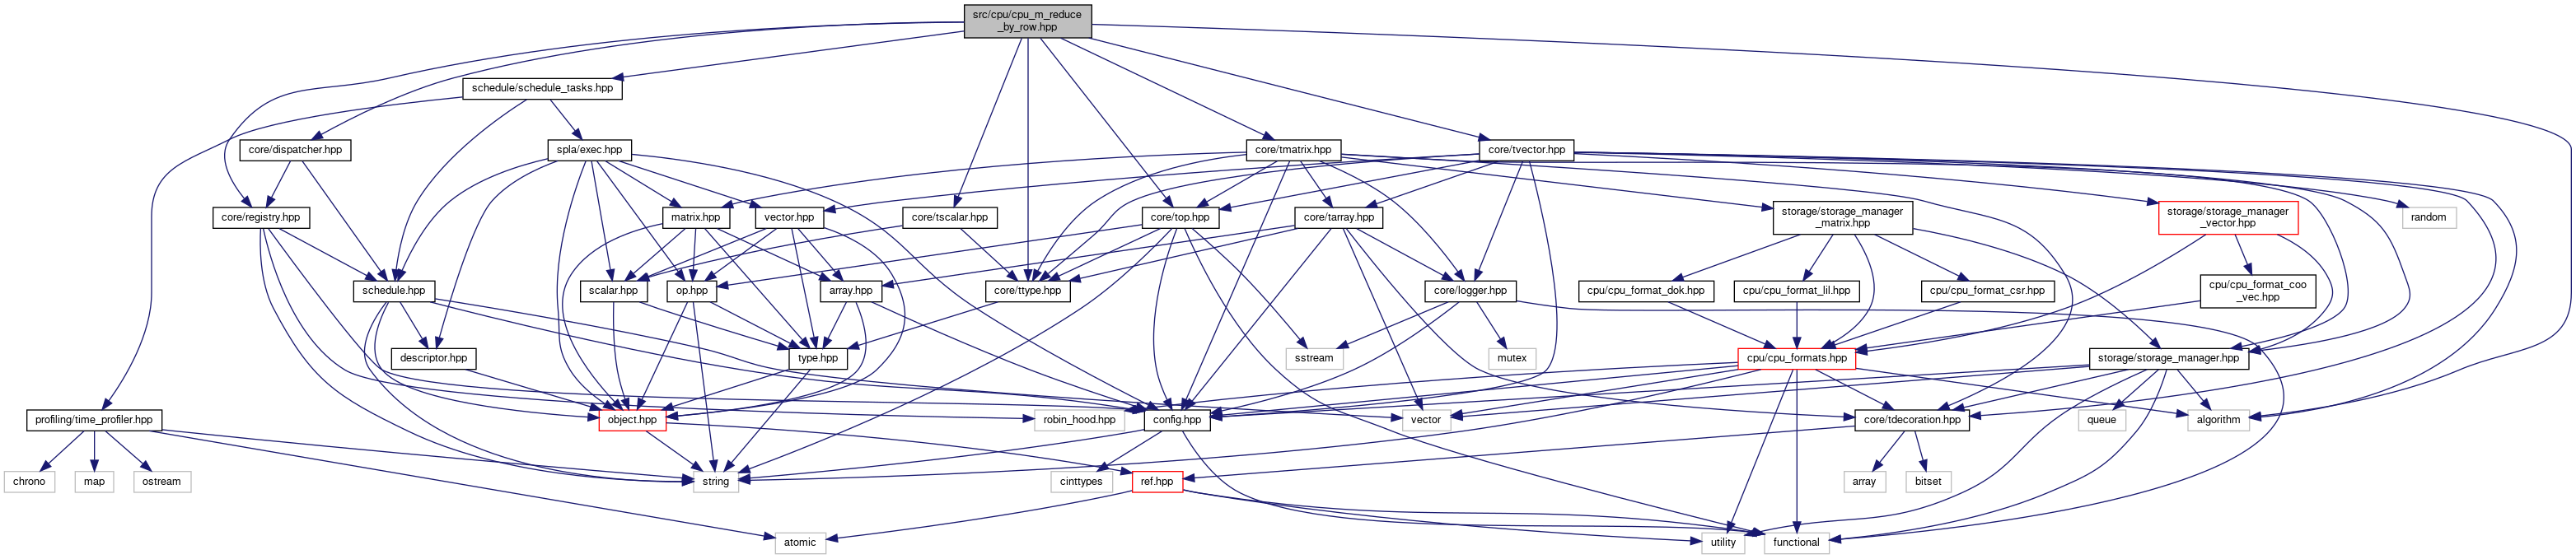 src/cpu/cpu_m_reduce
_by_row.hpp
schedule/schedule_tasks.hpp
core/dispatcher.hpp
spla/exec.hpp
core/tmatrix.hpp
core/tvector.hpp
core/registry.hpp
matrix.hpp
vector.hpp
core/tscalar.hpp
core/top.hpp
core/tarray.hpp
storage/storage_manager
_matrix.hpp
storage/storage_manager
_vector.hpp
random
schedule.hpp
scalar.hpp
op.hpp
array.hpp
core/ttype.hpp
core/logger.hpp
cpu/cpu_format_dok.hpp
cpu/cpu_format_lil.hpp
cpu/cpu_format_csr.hpp
cpu/cpu_format_coo
_vec.hpp
descriptor.hpp
type.hpp
sstream
mutex
cpu/cpu_formats.hpp
storage/storage_manager.hpp
profiling/time_profiler.hpp
object.hpp
robin_hood.hpp
config.hpp
vector
core/tdecoration.hpp
queue
algorithm
chrono
map
ostream
string
cinttypes
ref.hpp
array
bitset
atomic
utility
functional